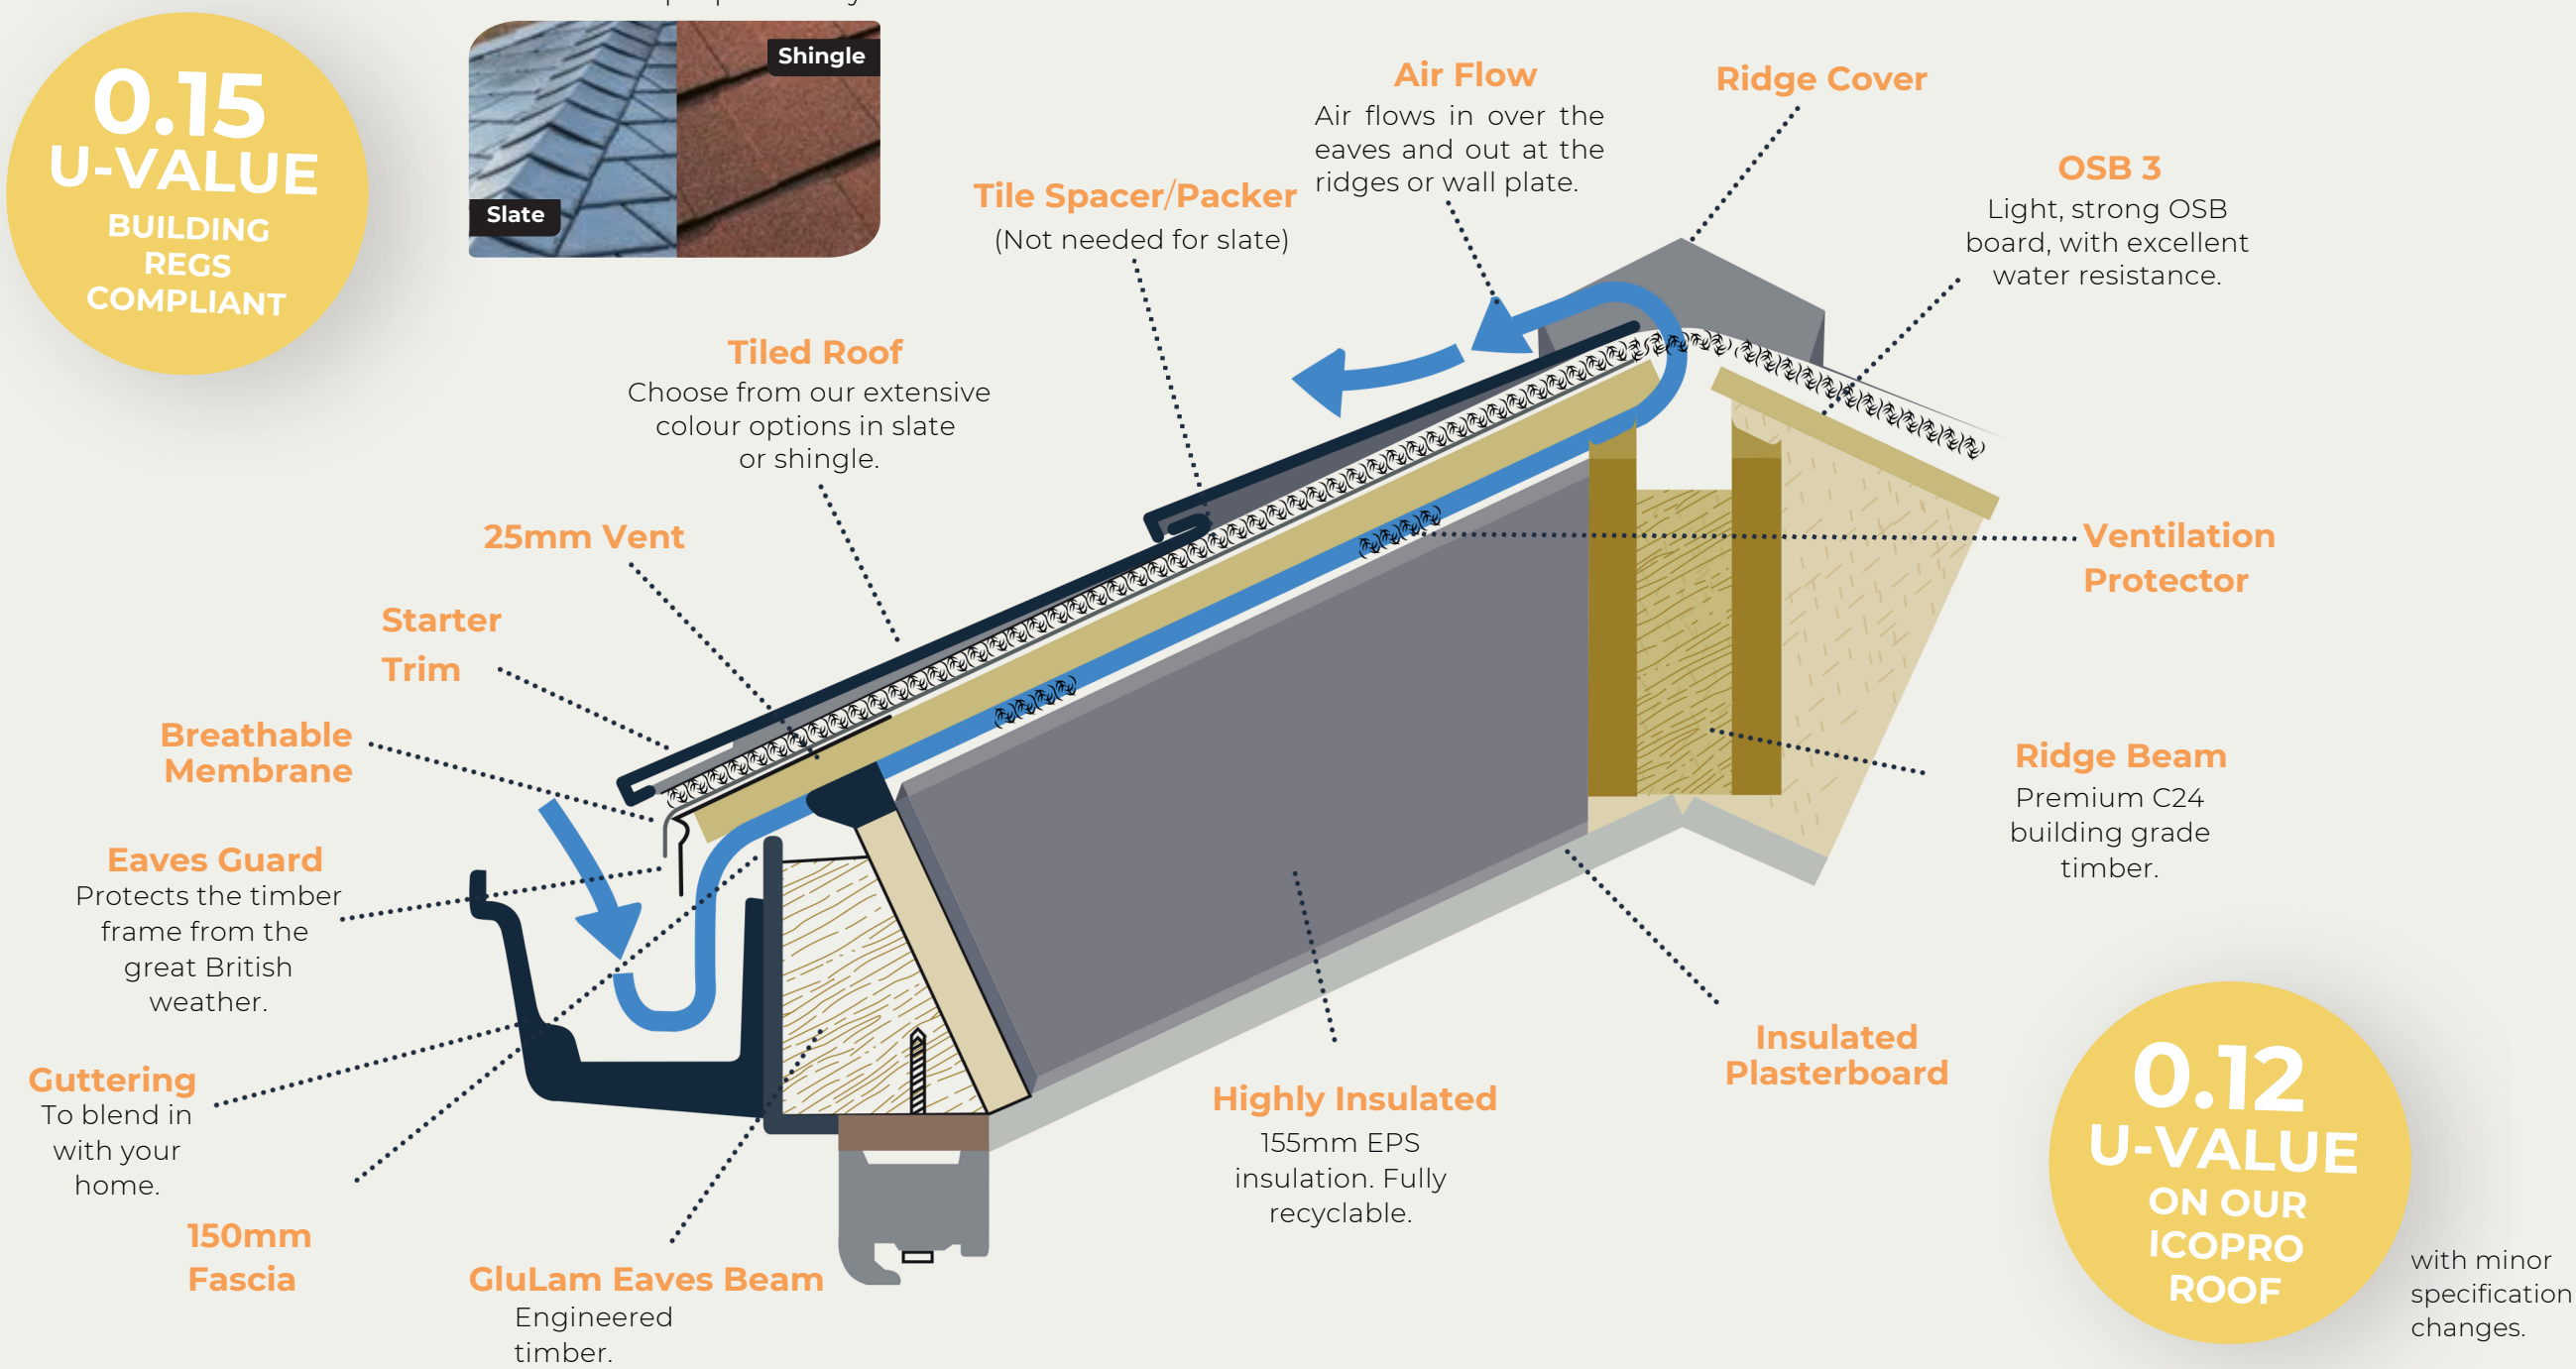 0.15
U-VALUE
BUILDING
REGS
COMPLIANT
Slate
Shingle
Air Flow
Air flows in over the
eaves and out at the
ridges or wall plate.
Ridge Cover
OSB 3
Light, strong OSB
board, with excellent
water resistance.
Tile Spacer/Packer
(Not needed for slate)
Tiled Roof
Choose from our extensive
colour options in slate
or shingle.
25mm Vent
Starter
Trim
Breathable
Membrane
Eaves Guard
Protects the timber
frame from the
great British
weather.
Guttering
To blend in
with your
home.
150mm
Fascia
GluLam Eaves Beam
Engineered
timber.
Highly Insulated
155mm EPS
insulation. Fully
recyclable.
Insulated
Plasterboard
Ridge Beam
Premium C24
building grade
timber.
Ventilation
Protector
0.12
U-VALUE
ON OUR
ICOPRO
ROOF
with minor
specification
changes.